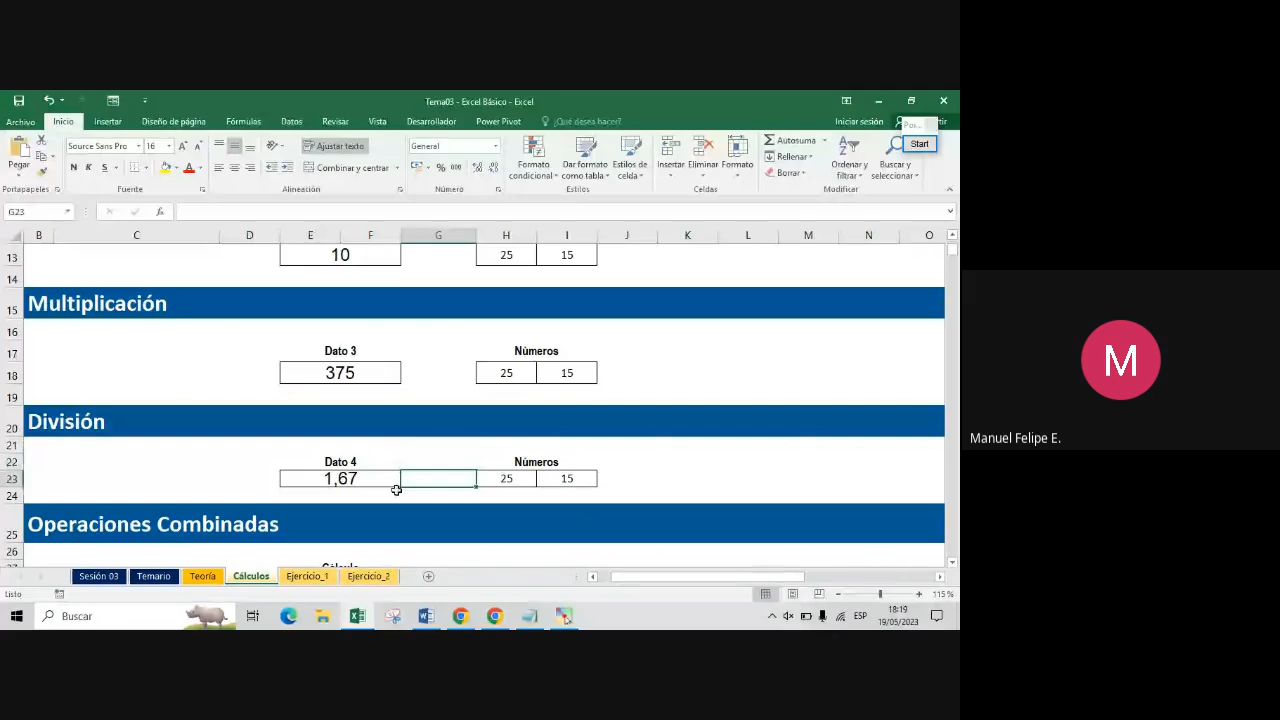 Tema03 - Excel Básico - Excel
Archivo Inicio Insertar Diseño de página Fórmulas Datos Revisar Vista Desarrollador Power Pivot ¿Qué desea hacer? Iniciar sesión
Start
Pegar
Source Sans Pro 16
N K S
Ajustar texto
Combinar y centrar
General
% 000
Formato condicional
Dar formato como tabla
Estilos de celda
Insertar Eliminar Formato
Autosuma
Rellenar
Borrar
Ordenar y filtrar
Buscar y seleccionar
Portapapeles Fuente Alineación Número Estilos Celdas Modificar
G23 fx
B C D E F G H I J K L M N O
13 10 25 15
14
15 Multiplicación
16
17 Dato 3 Números
18 375 25 15
19
20 División
21
22 Dato 4 Números
23 1,67 25 15
24
25 Operaciones Combinadas
26
Sesión 03 Temario Teoría Cálculos Ejercicio_1 Ejercicio_2
Listo 115 %
Buscar ESP 18:19
19/05/2023
M
Manuel Felipe E.